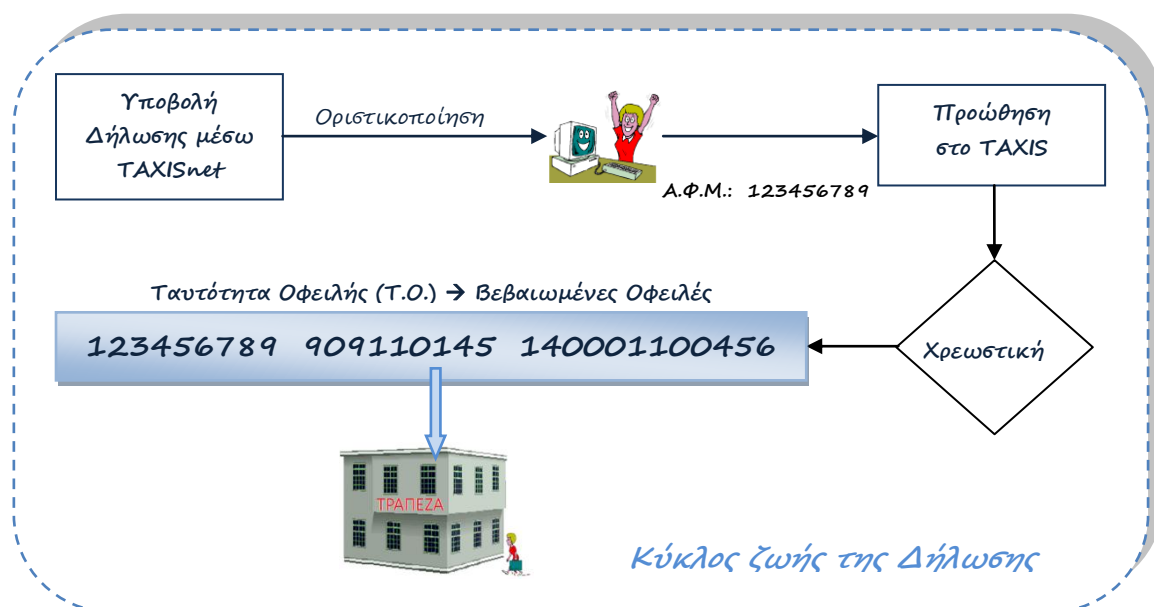 Υποβολή
Δήλωσης μέσω
TAXISnet
Οριστικοποίηση
Α.Φ.Μ.: 123456789
Προώθηση
στο TAXIS
Χρεωστική
Ταυτότητα Οφειλής (Τ.Ο.) → Βεβαιωμένες Οφειλές
123456789 909110145 140001100456
ΤΡΑΠΕΖΑ
Κύκλος ζωής της Δήλωσης